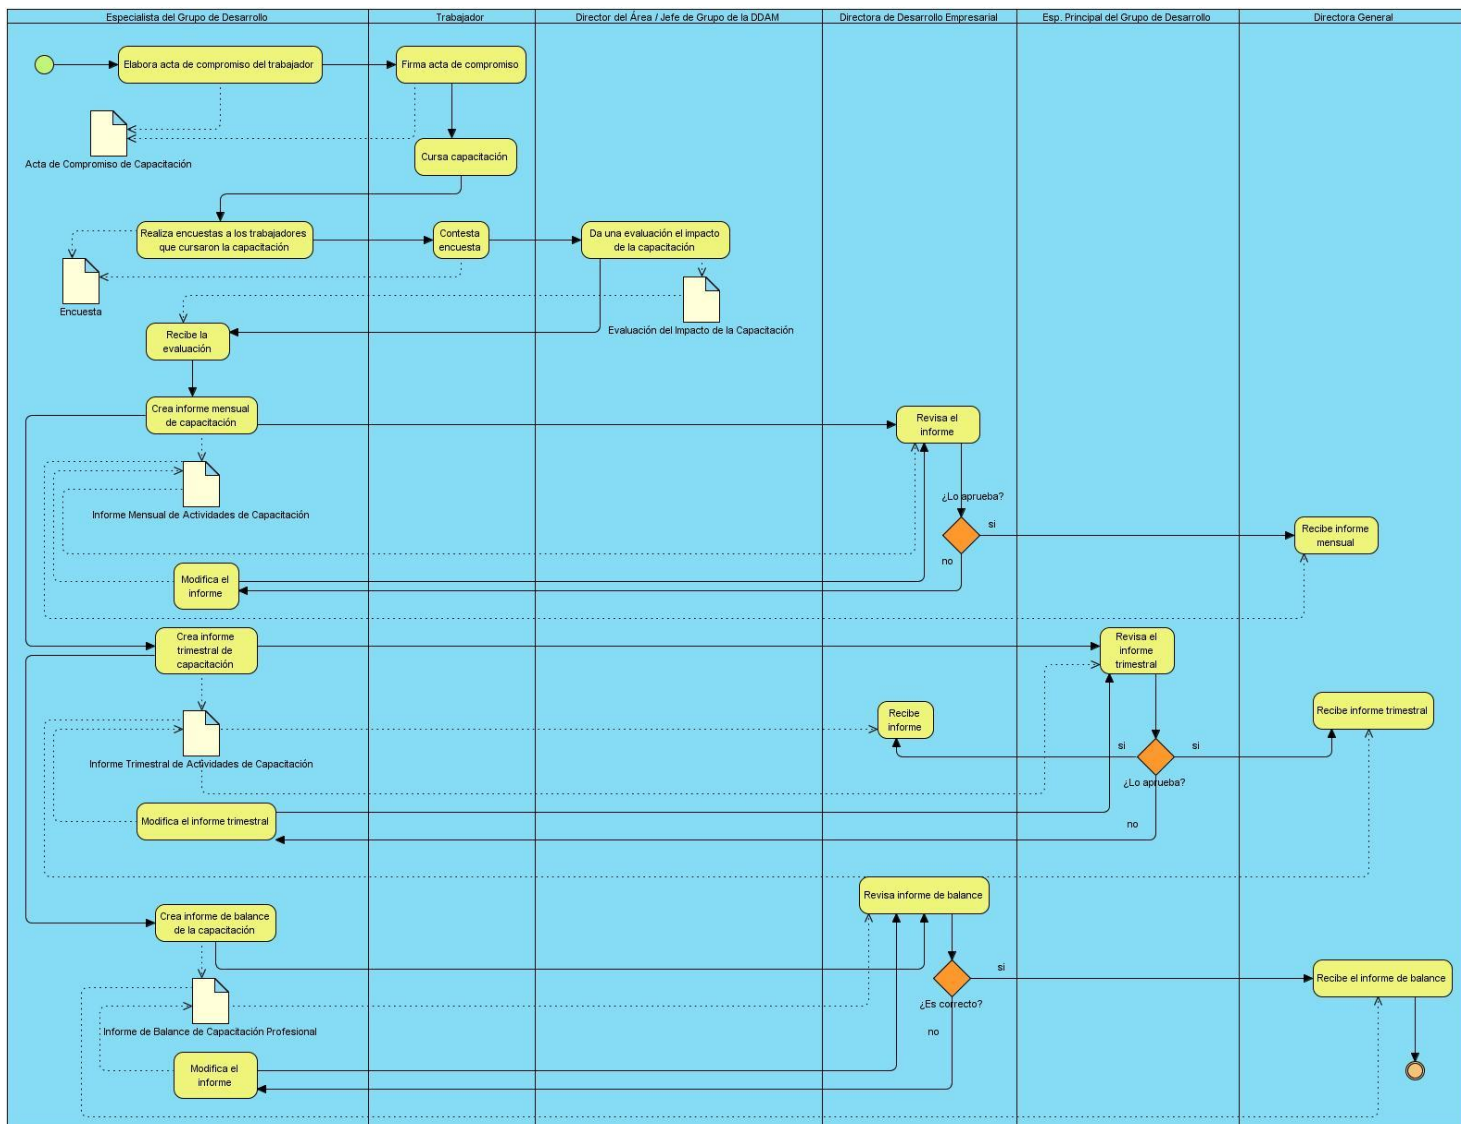 Especialista del Grupo de Desarrollo
Trabajador
Director del Área / Jefe de Grupo de la DDAM
Directora de Desarrollo Empresarial
Esp. Principal del Grupo de Desarrollo
Directora General
Elabora acta de compromiso del trabajador
Firma acta de compromiso
Acta de Compromiso de Capacitación
Cursa capacitación
Realiza encuestas a los trabajadores
que cursaron la capacitación
Contesta
encuesta
Da una evaluación el impacto
de la capacitación
Encuesta
Evaluación del Impacto de la Capacitación
Recibe la
evaluación
Crea informe mensual
de capacitación
Revisa el
informe
Informe Mensual de Actividades de Capacitación
¿Lo aprueba?
si
no
Recibe informe
mensual
Modifica el
informe
Crea informe
trimestral de
capacitación
Revisa el
informe
trimestral
Recibe
informe
Recibe informe trimestral
Informe Trimestral de Actividades de Capacitación
si
si
¿Lo aprueba?
no
Modifica el informe trimestral
Revisa informe de balance
Crea informe de balance
de la capacitación
si
¿Es correcto?
no
Recibe el informe de balance
Informe de Balance de Capacitación Profesional
Modifica el
informe